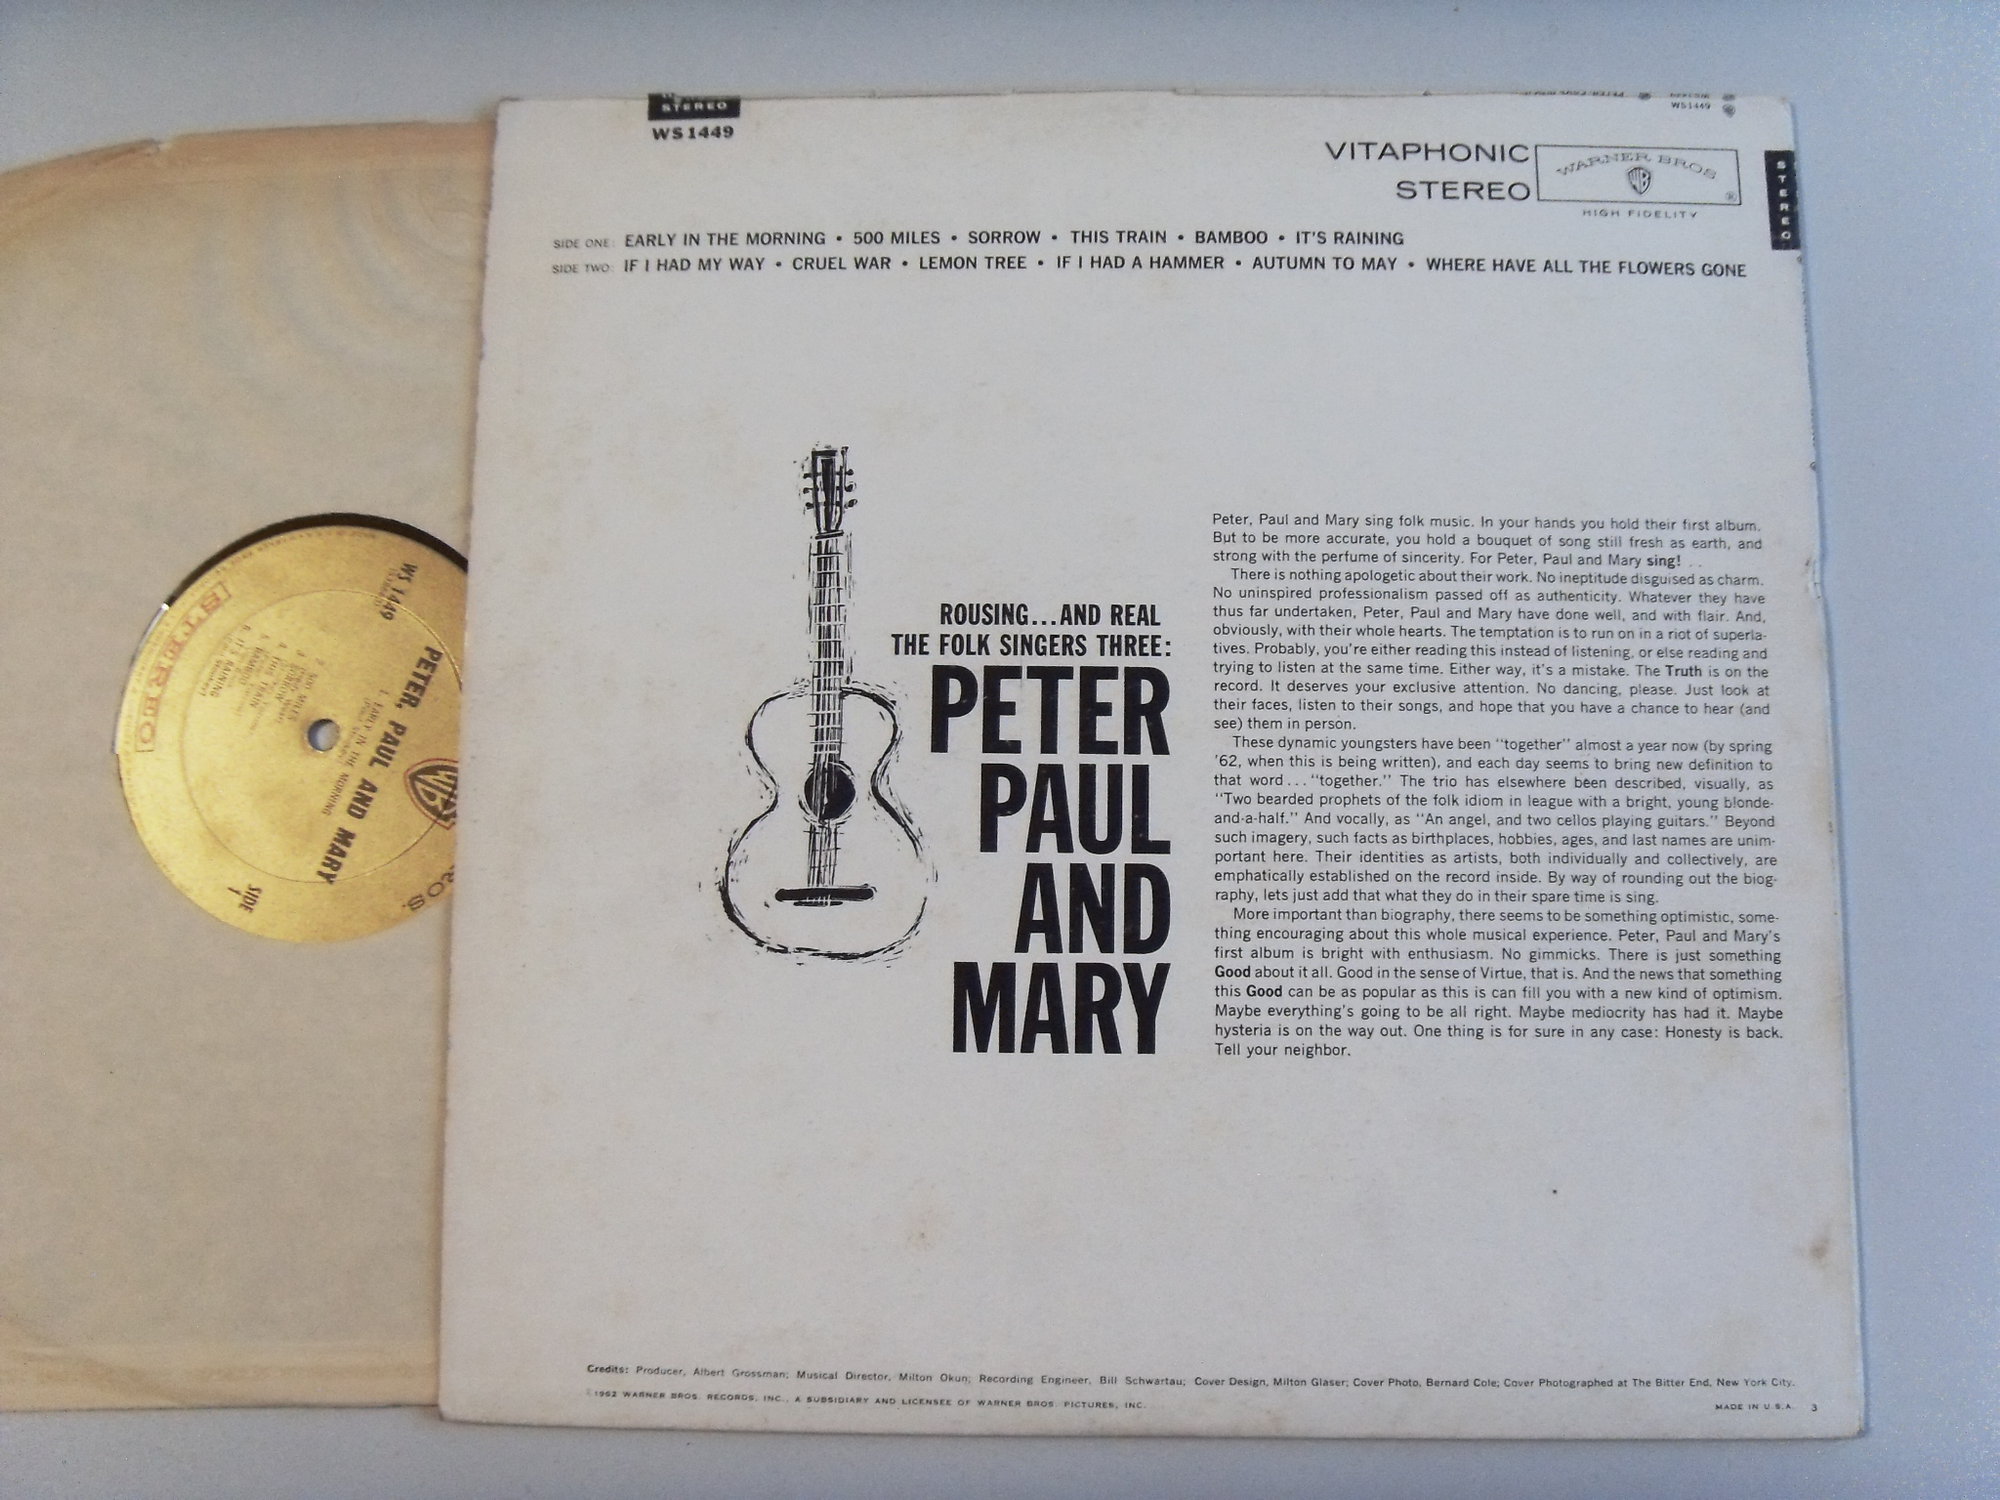 STEREO
WS 1449
WS1449
VITAPHONIC
STEREO
WARNER BROS
WB
®
HIGH FIDELITY
STEREO
SIDE ONE: EARLY IN THE MORNING • 500 MILES • SORROW • THIS TRAIN • BAMBOO • IT'S RAINING
SIDE TWO: IF I HAD MY WAY • CRUEL WAR • LEMON TREE • IF I HAD A HAMMER • AUTUMN TO MAY • WHERE HAVE ALL THE FLOWERS GONE
ROUSING...AND REAL
THE FOLK SINGERS THREE:
PETER
PAUL
AND
MARY
Peter, Paul and Mary sing folk music. In your hands you hold their first album.
But to be more accurate, you hold a bouquet of song still fresh as earth, and
strong with the perfume of sincerity. For Peter, Paul and Mary sing! . .
There is nothing apologetic about their work. No ineptitude disguised as charm.
No uninspired professionalism passed off as authenticity. Whatever they have
thus far undertaken, Peter, Paul and Mary have done well, and with flair. And,
obviously, with their whole hearts. The temptation is to run on in a riot of superla-
tives. Probably, you're either reading this instead of listening, or else reading and
trying to listen at the same time. Either way, it's a mistake. The Truth is on the
record. It deserves your exclusive attention. No dancing, please. Just look at
their faces, listen to their songs, and hope that you have a chance to hear (and
see) them in person.
These dynamic youngsters have been "together" almost a year now (by spring
'62, when this is being written), and each day seems to bring new definition to
that word... "together." The trio has elsewhere been described, visually, as
"Two bearded prophets of the folk idiom in league with a bright, young blonde-
and-a-half." And vocally, as "An angel, and two cellos playing guitars." Beyond
such imagery, such facts as birthplaces, hobbies, ages, and last names are unim-
portant here. Their identities as artists, both individually and collectively, are
emphatically established on the record inside. By way of rounding out the biog-
raphy, lets just add that what they do in their spare time is sing.
More important than biography, there seems to be something optimistic, some-
thing encouraging about this whole musical experience. Peter, Paul and Mary's
first album is bright with enthusiasm. No gimmicks. There is just something
Good about it all. Good in the sense of Virtue, that is. And the news that something
this Good can be as popular as this is can fill you with a new kind of optimism.
Maybe everything's going to be all right. Maybe mediocrity has had it. Maybe
hysteria is on the way out. One thing is for sure in any case: Honesty is back.
Tell your neighbor.
Credits: Producer, Albert Grossman; Musical Director, Milton Okun; Recording Engineer, Bill Schwartau; Cover Design, Milton Glaser; Cover Photo, Bernard Cole; Cover Photographed at The Bitter End, New York City.
©1962 WARNER BROS. RECORDS, INC., A SUBSIDIARY AND LICENSEE OF WARNER BROS. PICTURES, INC.
MADE IN U.S.A. 3
WS 1449
STEREO
PETER, PAUL AND MARY
1. EARLY IN THE MORNING
2. 500 MILES
3. SORROW
4. THIS TRAIN
5. BAMBOO
6. IT'S RAINING
SIDE
1